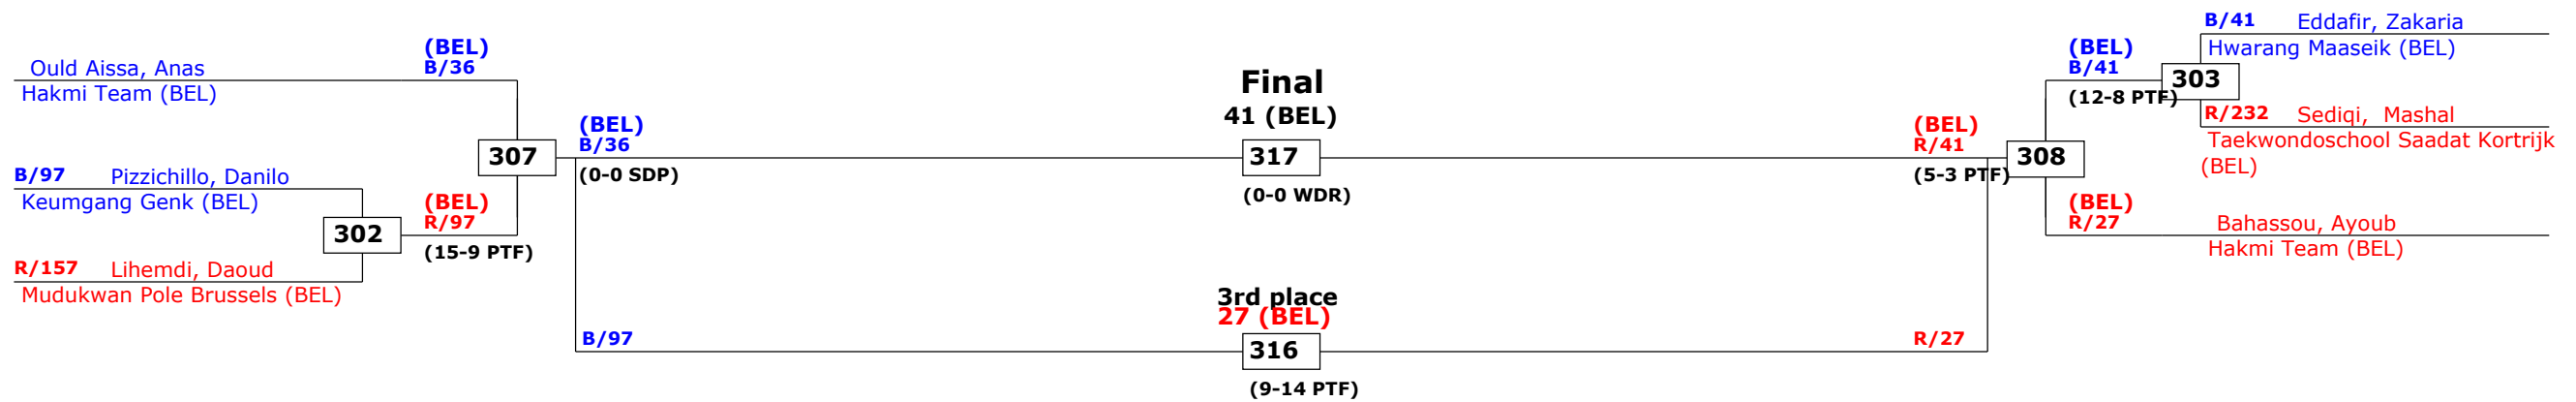 Ould Aissa, Anas
Hakmi Team (BEL)
(BEL)
B/36
B/97 Pizzichillo, Danilo
Keumgang Genk (BEL)
302
R/157 Lihemdi, Daoud
Mudukwan Pole Brussels (BEL)
(BEL)
R/97
(15-9 PTF)
307
(BEL)
B/36
(0-0 SDP)
Final
41 (BEL)
317
(0-0 WDR)
3rd place
27 (BEL)
B/97
316
R/27
(9-14 PTF)
(BEL)
R/41
(5-3 PTF)
308
(BEL)
B/41
(12-8 PTF)
303
B/41 Eddafir, Zakaria
Hwarang Maaseik (BEL)
R/232 Sediqi, Mashal
Taekwondoschool Saadat Kortrijk
(BEL)
(BEL)
R/27
Bahassou, Ayoub
Hakmi Team (BEL)